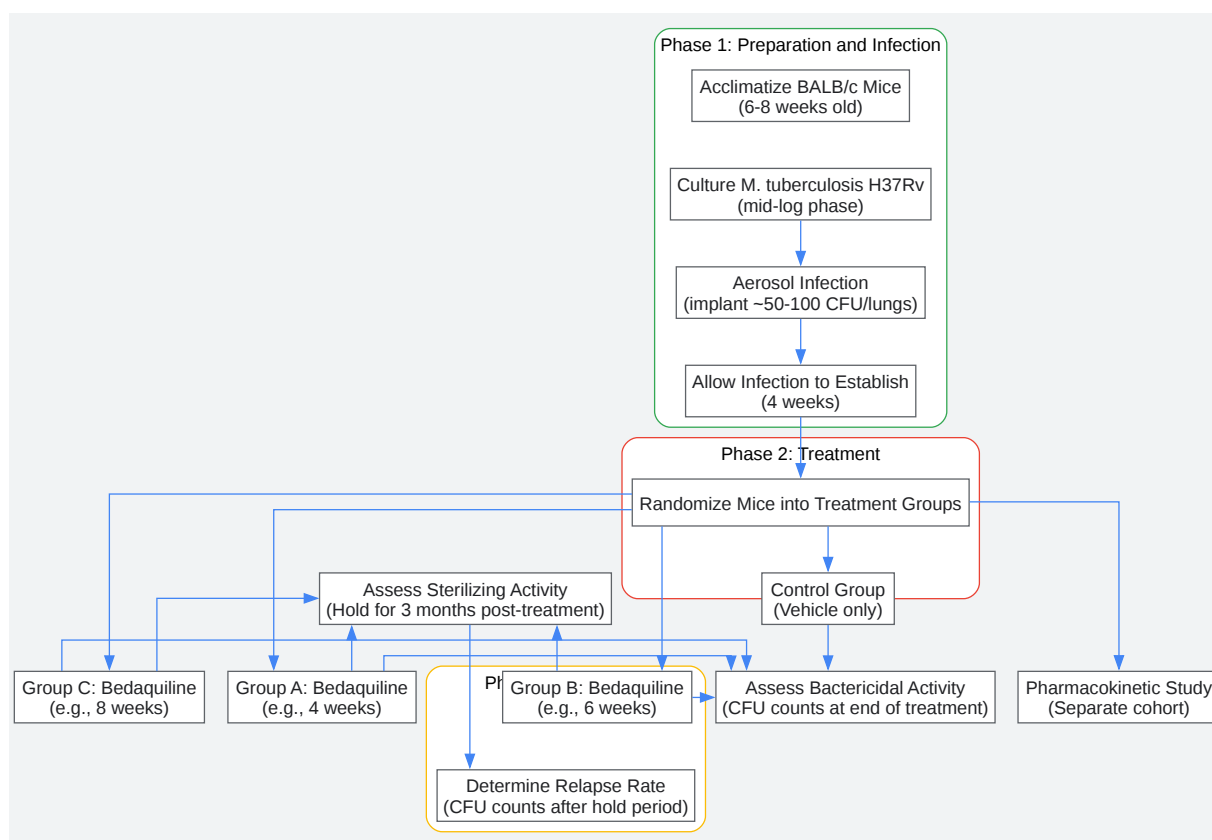 Phase 1: Preparation and Infection
Acclimatize BALB/c Mice
(6-8 weeks old)
Culture M. tuberculosis H37Rv
(mid-log phase)
Aerosol Infection
(implant ~50-100 CFU/lungs)
Allow Infection to Establish
(4 weeks)
Phase 2: Treatment
Randomize Mice into Treatment Groups
Assess Sterilizing Activity
(Hold for 3 months post-treatment)
Control Group
(Vehicle only)
Group C: Bedaquiline
(e.g., 8 weeks)
Group A: Bedaquiline
(e.g., 4 weeks)
Group B: Bedaquiline
(e.g., 6 weeks)
Assess Bactericidal Activity
(CFU counts at end of treatment)
Pharmacokinetic Study
(Separate cohort)
Determine Relapse Rate
(CFU counts after hold period)